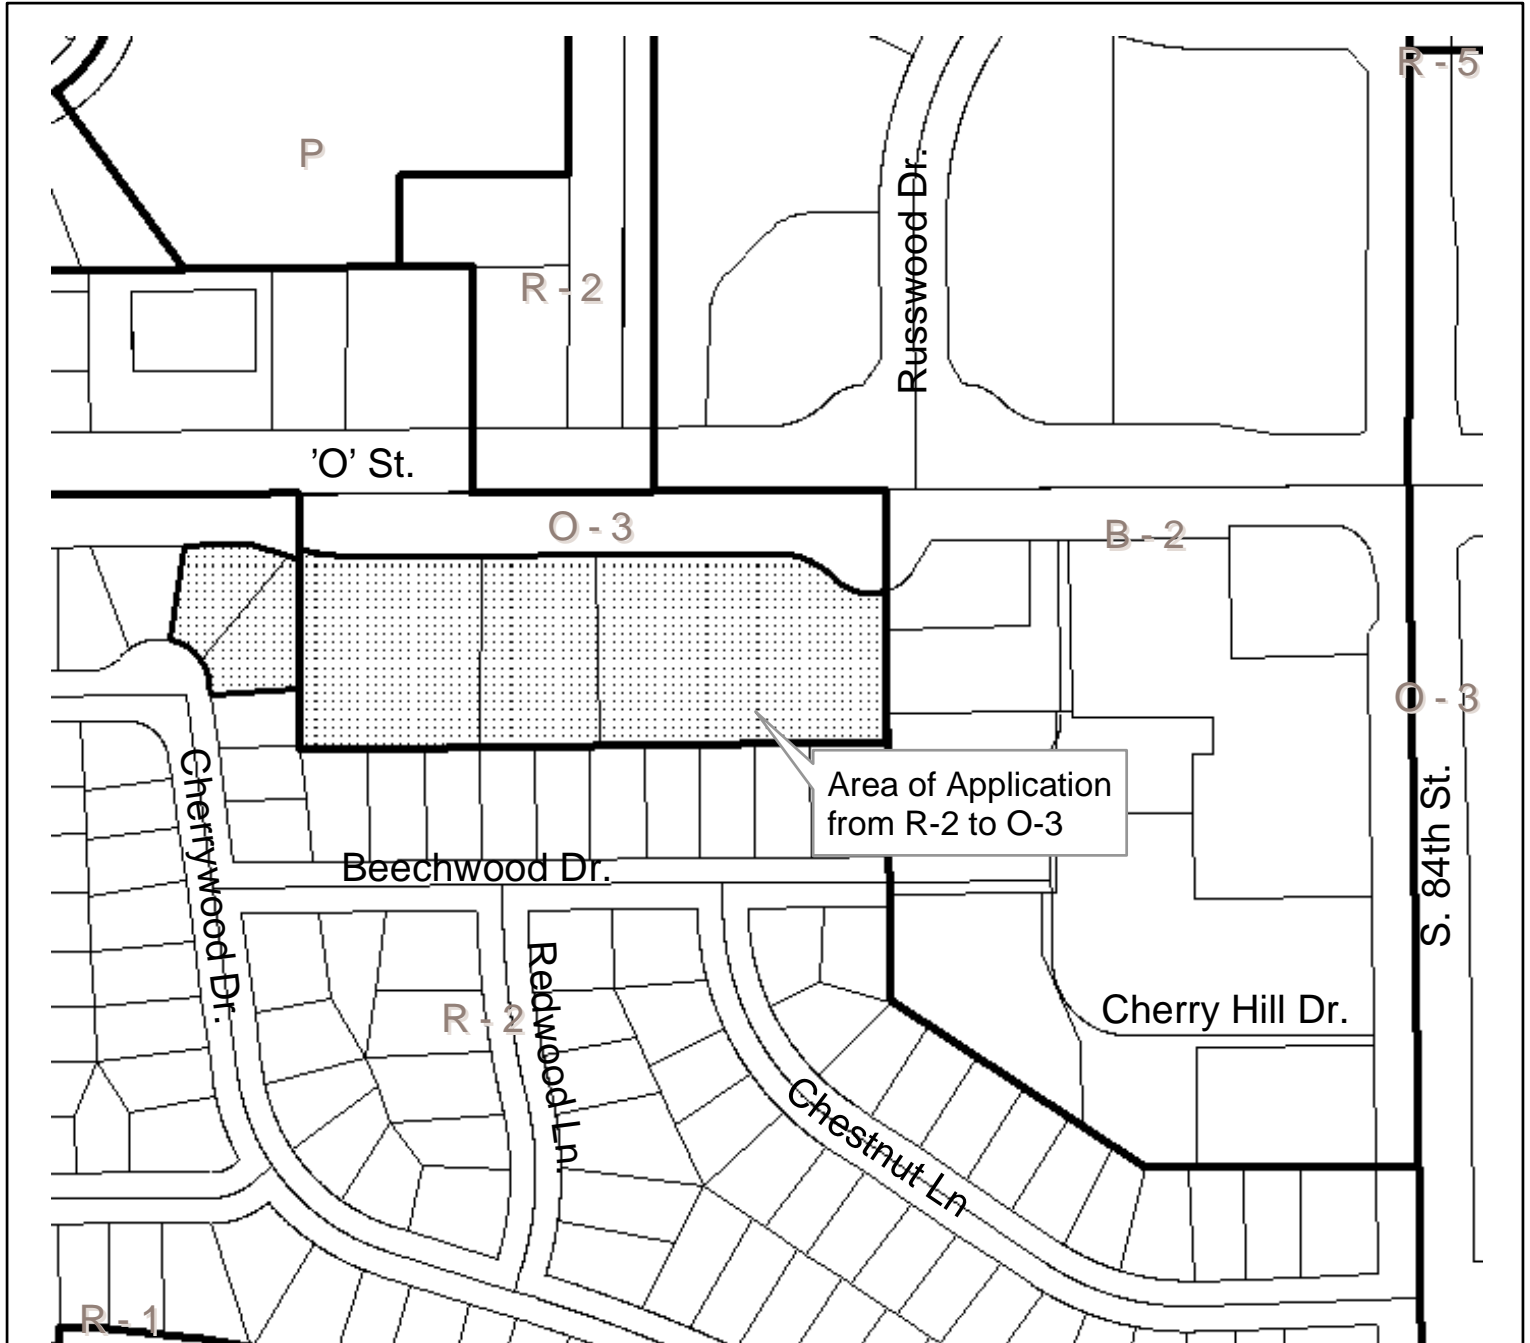 R - 5
P
Russwood Dr.
R - 2
'O' St.
O - 3
B - 2
O - 3
Area of Application
from R-2 to O-3
Cherrywood Dr.
S. 84th St.
Beechwood Dr.
Redwood Ln.
R - 2
Cherry Hill Dr.
Chestnut Ln
R - 1